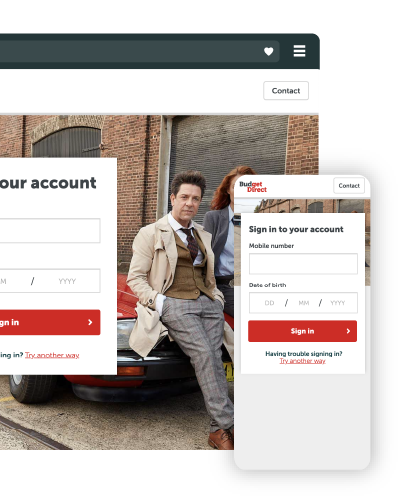 Contact
our account
M / YYYY
gn in
ing in? Try another way
Budget
Direct
Contact
Sign in to your account
Mobile number
Date of birth
DD / MM / YYYY
Sign in
Having trouble signing in?
Try another way